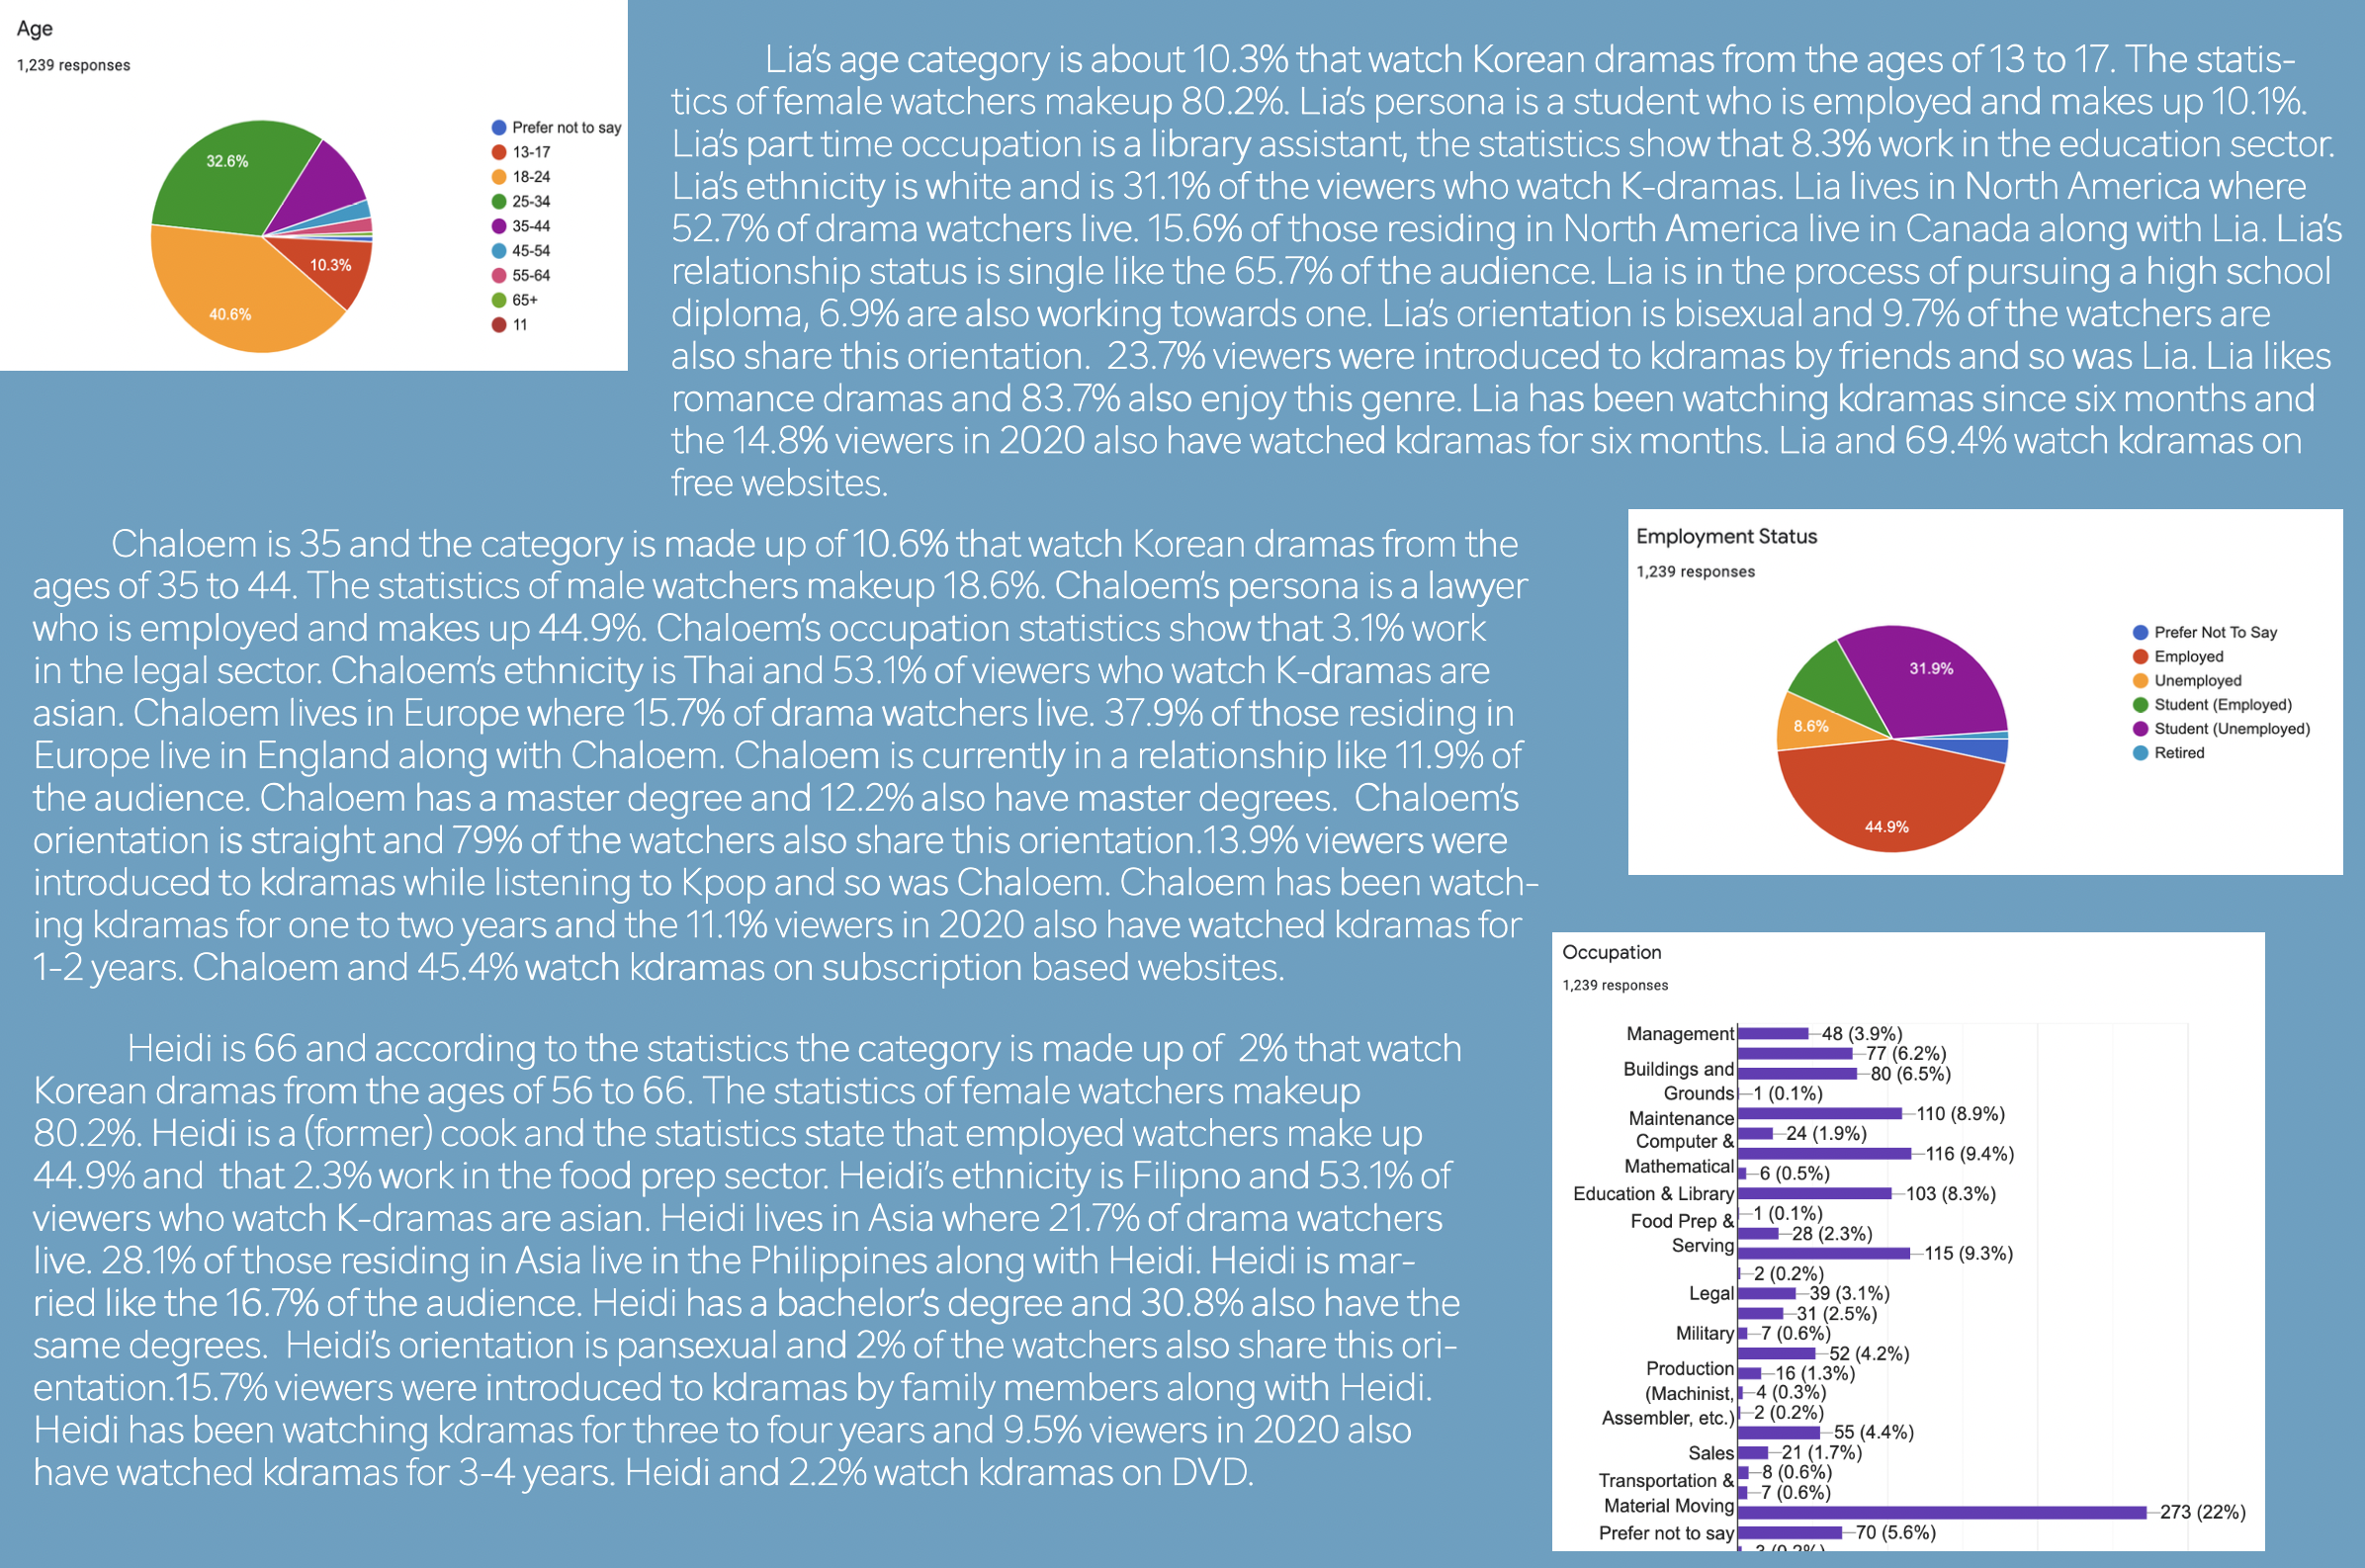 Age
1,239 responses
32.6%
10.3%
40.6%
Prefer not to say
13-17
18-24
25-34
35-44
45-54
55-64
65+
11
Lia's age category is about 10.3% that watch Korean dramas from the ages of 13 to 17. The statis-
tics of female watchers makeup 80.2%. Lia's persona is a student who is employed and makes up 10.1%.
Lia's part time occupation is a library assistant, the statistics show that 8.3% work in the education sector.
Lia's ethnicity is white and is 31.1% of the viewers who watch K-dramas. Lia lives in North America where
52.7% of drama watchers live. 15.6% of those residing in North America live in Canada along with Lia. Lia's
relationship status is single like the 65.7% of the audience. Lia is in the process of pursuing a high school
diploma, 6.9% are also working towards one. Lia's orientation is bisexual and 9.7% of the watchers are
also share this orientation.  23.7% viewers were introduced to kdramas by friends and so was Lia. Lia likes
romance dramas and 83.7% also enjoy this genre. Lia has been watching kdramas since six months and
the 14.8% viewers in 2020 also have watched kdramas for six months. Lia and 69.4% watch kdramas on
free websites.
Chaloem is 35 and the category is made up of 10.6% that watch Korean dramas from the
ages of 35 to 44. The statistics of male watchers makeup 18.6%. Chaloem's persona is a lawyer
who is employed and makes up 44.9%. Chaloem's occupation statistics show that 3.1% work
in the legal sector. Chaloem's ethnicity is Thai and 53.1% of viewers who watch K-dramas are
asian. Chaloem lives in Europe where 15.7% of drama watchers live. 37.9% of those residing in
Europe live in England along with Chaloem. Chaloem is currently in a relationship like 11.9% of
the audience. Chaloem has a master degree and 12.2% also have master degrees.  Chaloem's
orientation is straight and 79% of the watchers also share this orientation.13.9% viewers were
introduced to kdramas while listening to Kpop and so was Chaloem. Chaloem has been watch-
ing kdramas for one to two years and the 11.1% viewers in 2020 also have watched kdramas for
1-2 years. Chaloem and 45.4% watch kdramas on subscription based websites.
Employment Status
1,239 responses
31.9%
8.6%
44.9%
Prefer Not To Say
Employed
Unemployed
Student (Employed)
Student (Unemployed)
Retired
Heidi is 66 and according to the statistics the category is made up of  2% that watch
Korean dramas from the ages of 56 to 66. The statistics of female watchers makeup
80.2%. Heidi is a (former) cook and the statistics state that employed watchers make up
44.9% and  that 2.3% work in the food prep sector. Heidi's ethnicity is Filipno and 53.1% of
viewers who watch K-dramas are asian. Heidi lives in Asia where 21.7% of drama watchers
live. 28.1% of those residing in Asia live in the Philippines along with Heidi. Heidi is mar-
ried like the 16.7% of the audience. Heidi has a bachelor's degree and 30.8% also have the
same degrees.  Heidi's orientation is pansexual and 2% of the watchers also share this ori-
entation.15.7% viewers were introduced to kdramas by family members along with Heidi.
Heidi has been watching kdramas for three to four years and 9.5% viewers in 2020 also
have watched kdramas for 3-4 years. Heidi and 2.2% watch kdramas on DVD.
Occupation
1,239 responses
Management
48 (3.9%)
77 (6.2%)
Buildings and
80 (6.5%)
Grounds
1 (0.1%)
Maintenance
110 (8.9%)
24 (1.9%)
Computer &
116 (9.4%)
Mathematical
6 (0.5%)
Education & Library
103 (8.3%)
1 (0.1%)
Food Prep &
28 (2.3%)
Serving
115 (9.3%)
2 (0.2%)
Legal
39 (3.1%)
31 (2.5%)
Military
7 (0.6%)
52 (4.2%)
Production
16 (1.3%)
(Machinist,
4 (0.3%)
Assembler, etc.)
2 (0.2%)
55 (4.4%)
Sales
21 (1.7%)
8 (0.6%)
Transportation &
7 (0.6%)
Material Moving
273 (22%)
Prefer not to say
70 (5.6%)